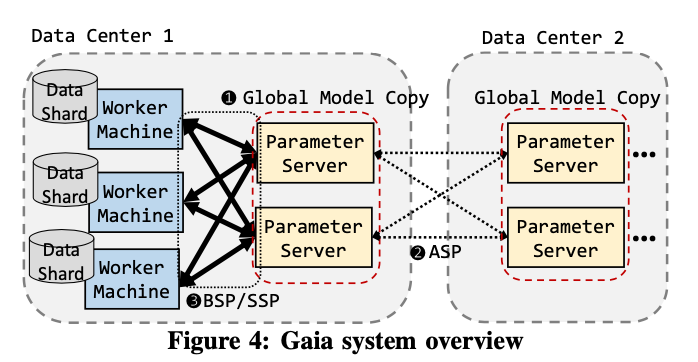 Data Center 1
Data Center 2
Data
Shard
Worker
Machine
❶ Global Model Copy
Global Model Copy
Parameter
Server
Parameter
Server
•••
Data
Shard
Worker
Machine
Data
Shard
Worker
Machine
Parameter
Server
Parameter
Server
•••
❷ ASP
❸ BSP/SSP
Figure 4: Gaia system overview